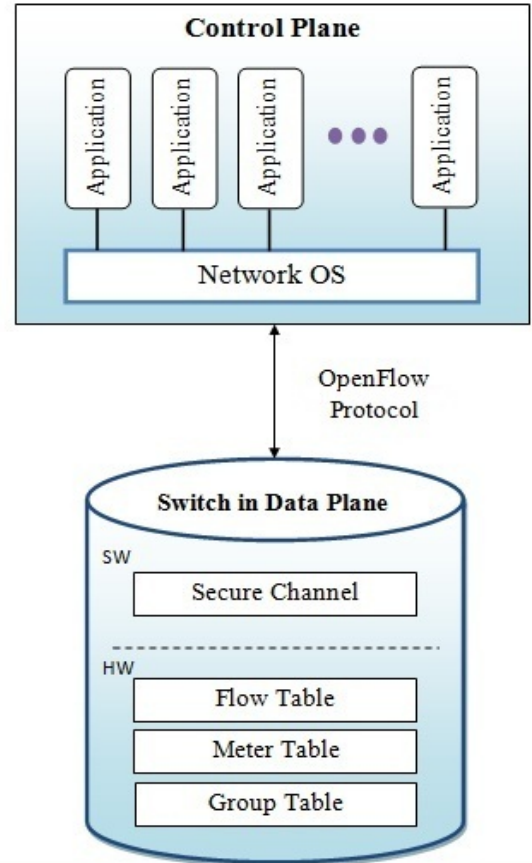 Control Plane
Application
Application
Application
Application
Network OS
OpenFlow
Protocol
Switch in Data Plane
SW
Secure Channel
HW
Flow Table
Meter Table
Group Table